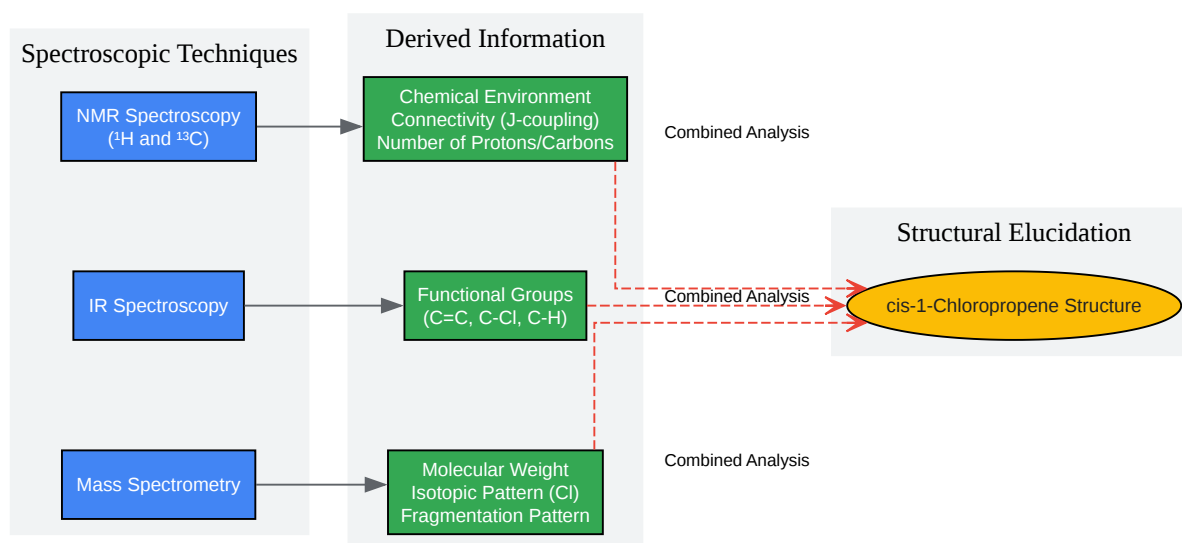 Spectroscopic Techniques
NMR Spectroscopy
(¹H and ¹³C)
IR Spectroscopy
Mass Spectrometry
Derived Information
Chemical Environment
Connectivity (J-coupling)
Number of Protons/Carbons
Functional Groups
(C=C, C-Cl, C-H)
Molecular Weight
Isotopic Pattern (Cl)
Fragmentation Pattern
Combined Analysis
Combined Analysis
Combined Analysis
Structural Elucidation
cis-1-Chloropropene Structure